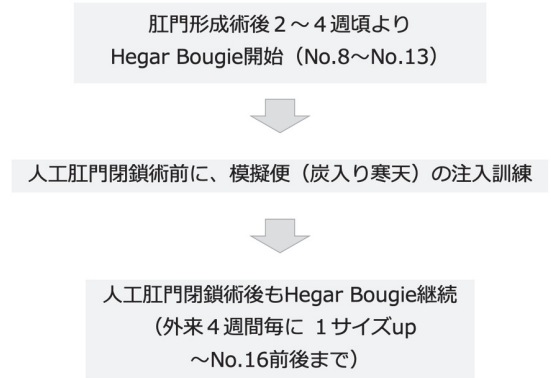 肛門形成術後２～４週頃より
Hegar Bougie開始（No.8～No.13）
人工肛門閉鎖術前に、模擬便（炭入り寒天）の注入訓練
人工肛門閉鎖術後もHegar Bougie継続
（外来４週間毎に １サイズup
～No.16前後まで）